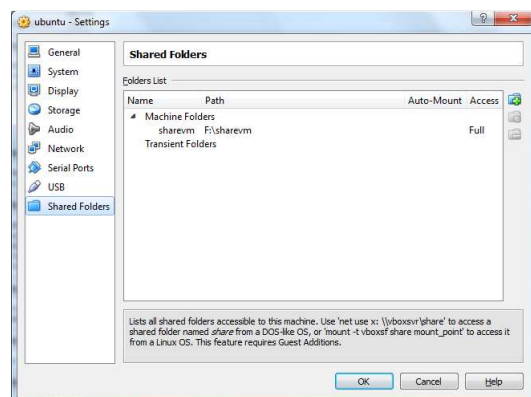 ubuntu - Settings
General
System
Display
Storage
Audio
Network
Serial Ports
USB
Shared Folders
Shared Folders
Folders List
Name Path Auto-Mount Access
Machine Folders
sharevm F:\sharevm Full
Transient Folders
Lists all shared folders accessible to this machine. Use 'net use x: \\vboxsvr\share' to access a
shared folder named share from a DOS-like OS, or 'mount -t vboxsf share mount_point' to access it
from a Linux OS. This feature requires Guest Additions.
OK Cancel Help